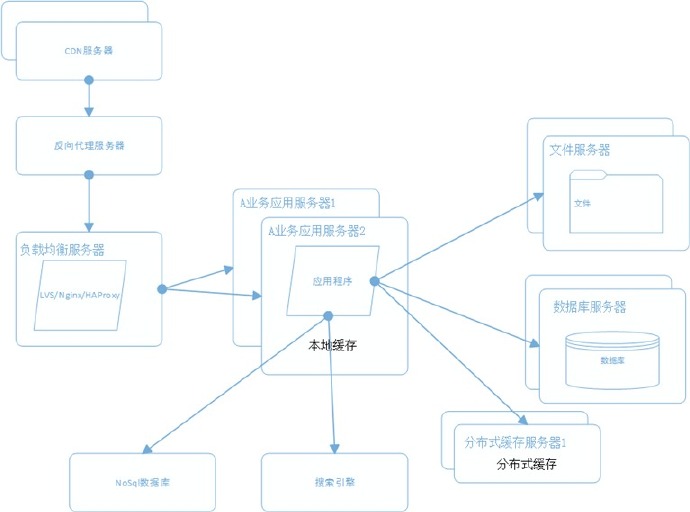 CDN服务器
反向代理服务器
负载均衡服务器
LVS/Nginx/HAProxy
A业务应用服务器1
A业务应用服务器2
应用程序
本地缓存
文件服务器
文件
数据库服务器
数据库
分布式缓存服务器1
分布式缓存
NoSql数据库
搜索引擎